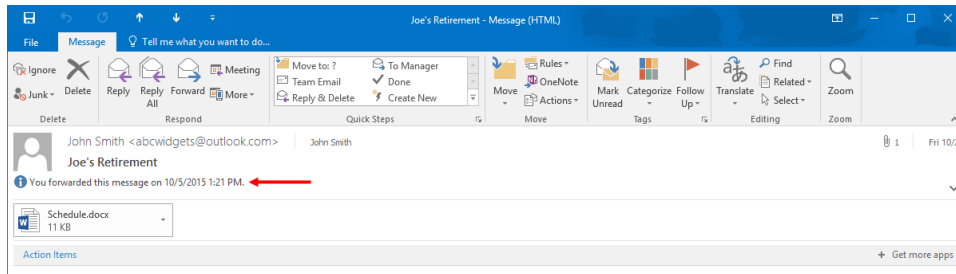 Joe's Retirement - Message (HTML)
File Message Tell me what you want to do...
Ignore
Junk
Delete
Reply
Reply All
Forward
Meeting
More
Move to: ?
Team Email
Reply & Delete
To Manager
Done
Create New
Move
Rules
OneNote
Actions
Mark Unread
Categorize
Follow Up
Translate
Find
Related
Select
Zoom
Delete Respond Quick Steps Move Tags Editing Zoom
John Smith <abcwidgets@outlook.com> John Smith 1 Fri 10/
Joe's Retirement
You forwarded this message on 10/5/2015 1:21 PM.
Schedule.docx
11 KB
Action Items + Get more apps